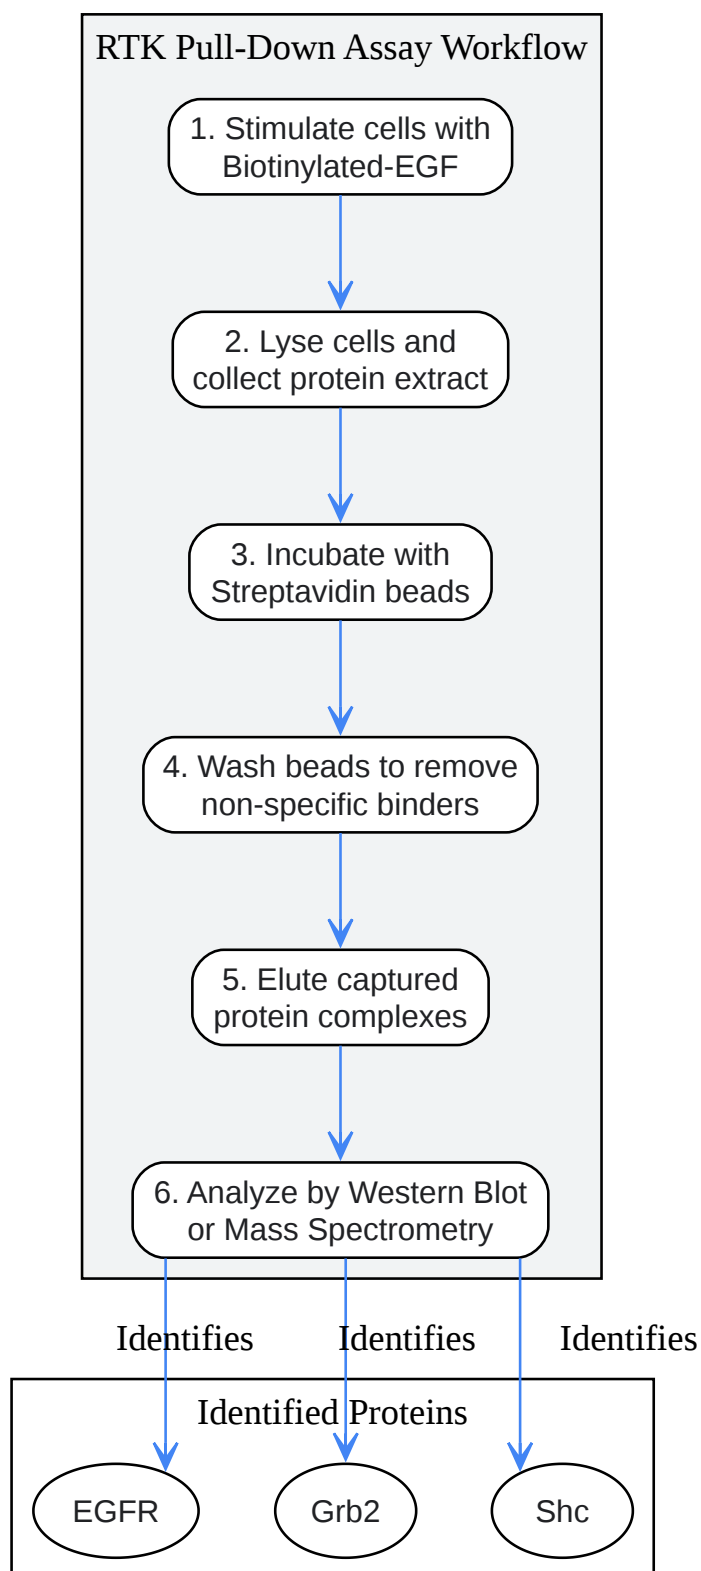 RTK Pull-Down Assay Workflow
1. Stimulate cells with
Biotinylated-EGF
2. Lyse cells and
collect protein extract
3. Incubate with
Streptavidin beads
4. Wash beads to remove
non-specific binders
5. Elute captured
protein complexes
6. Analyze by Western Blot
or Mass Spectrometry
Identifies Identifies Identifies
Identified Proteins
EGFR Grb2 Shc